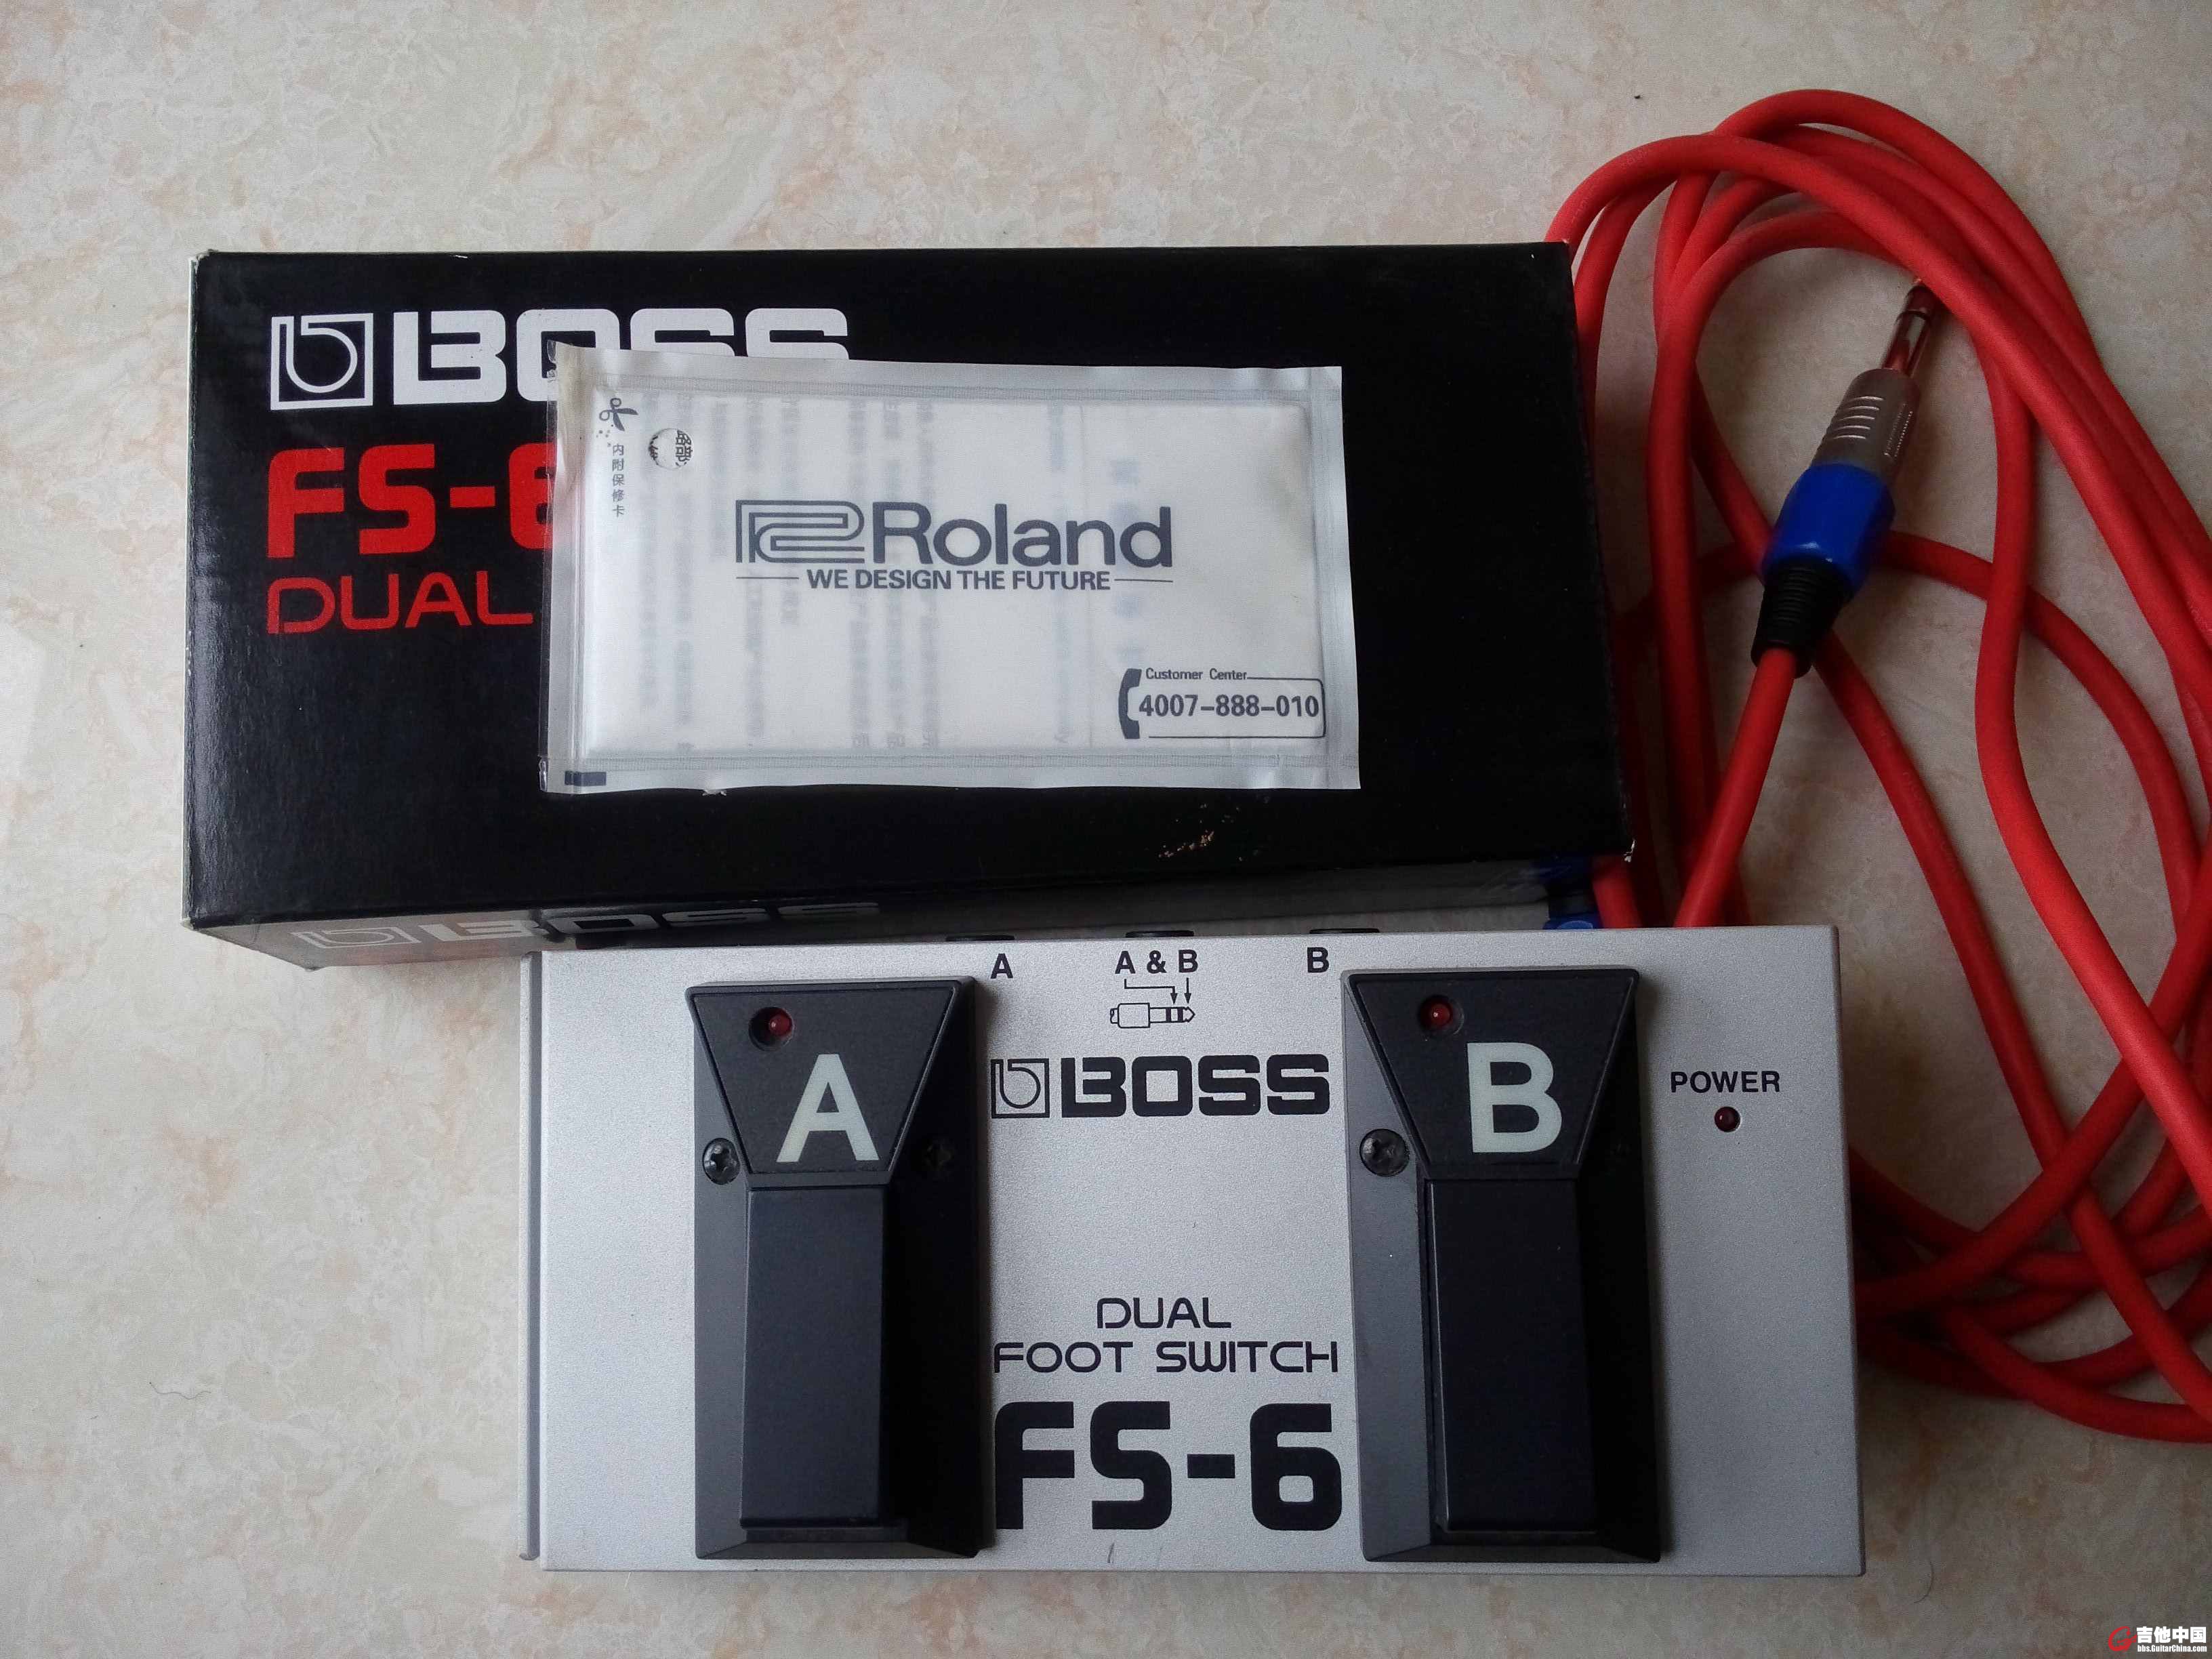 BOSS
FS-6
DUAL
内附保修卡
Roland
WE DESIGN THE FUTURE
Customer Center
4007-888-010
BOSS
A
A & B
B
A
B
BOSS
POWER
DUAL
FOOT SWITCH
FS-6
吉他中国
bbs.GuitarChina.com